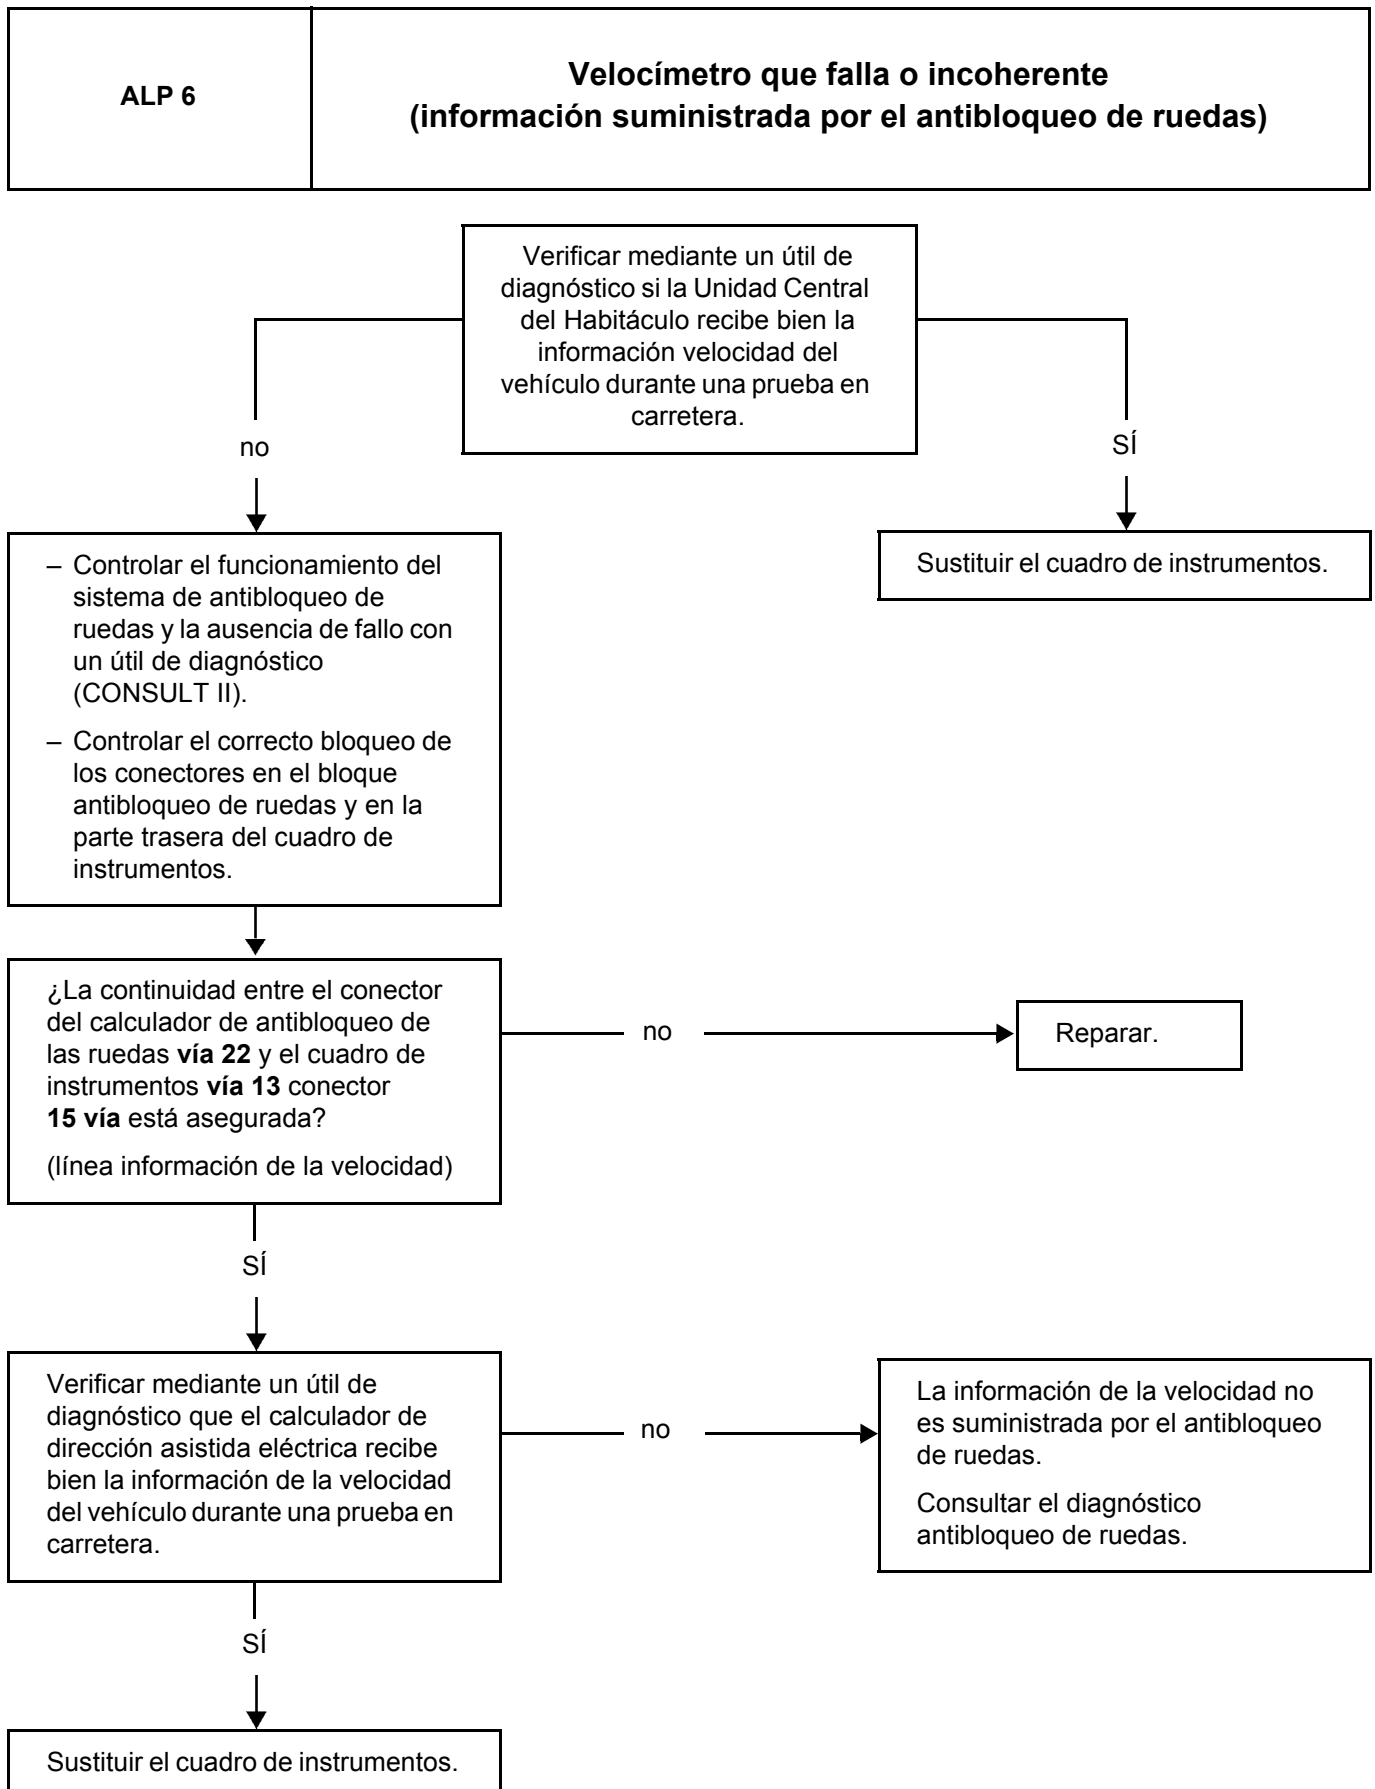 ALP 6
Velocímetro que falla o incoherente
(información suministrada por el antibloqueo de ruedas)
Verificar mediante un útil de
diagnóstico si la Unidad Central
del Habitáculo recibe bien la
información velocidad del
vehículo durante una prueba en
carretera.
no
SÍ
– Controlar el funcionamiento del
sistema de antibloqueo de
ruedas y la ausencia de fallo con
un útil de diagnóstico
(CONSULT II).
– Controlar el correcto bloqueo de
los conectores en el bloque
antibloqueo de ruedas y en la
parte trasera del cuadro de
instrumentos.
Sustituir el cuadro de instrumentos.
¿La continuidad entre el conector
del calculador de antibloqueo de
las ruedas vía 22 y el cuadro de
instrumentos vía 13 conector
15 vía está asegurada?
(línea información de la velocidad)
no
Reparar.
SÍ
Verificar mediante un útil de
diagnóstico que el calculador de
dirección asistida eléctrica recibe
bien la información de la velocidad
del vehículo durante una prueba en
carretera.
no
La información de la velocidad no
es suministrada por el antibloqueo
de ruedas.
Consultar el diagnóstico
antibloqueo de ruedas.
SÍ
Sustituir el cuadro de instrumentos.